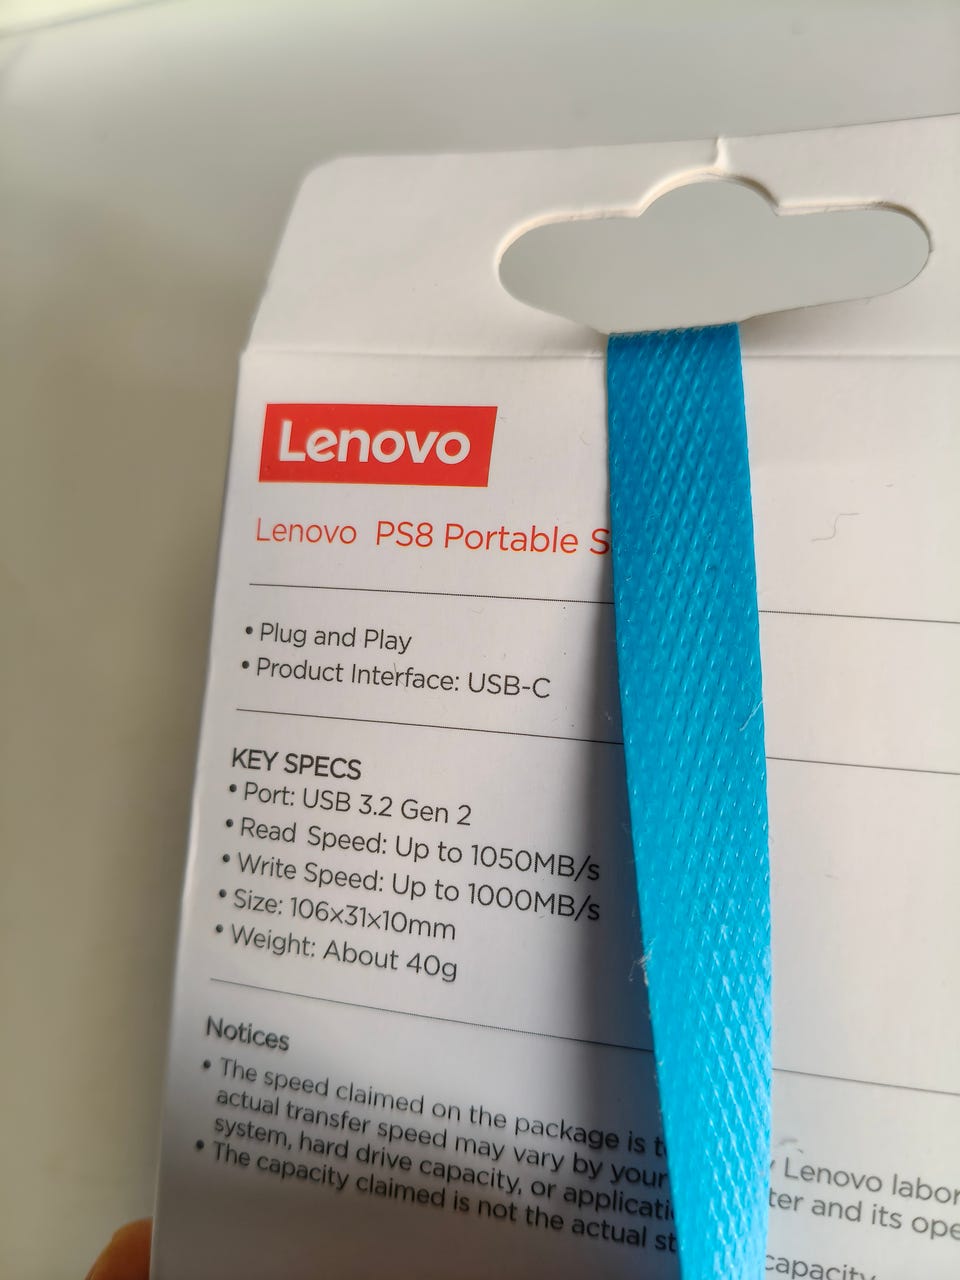 Lenovo
Lenovo PS8 Portable S
• Plug and Play
• Product Interface: USB-C
KEY SPECS
• Port: USB 3.2 Gen 2
• Read Speed: Up to 1050MB/s
• Write Speed: Up to 1000MB/s
• Size: 106x31x10mm
• Weight: About 40g
Notices
• The speed claimed on the package is t y Lenovo labor
actual transfer speed may vary by your ter and its ope
system, hard drive capacity, or applicati
• The capacity claimed is not the actual st capacity